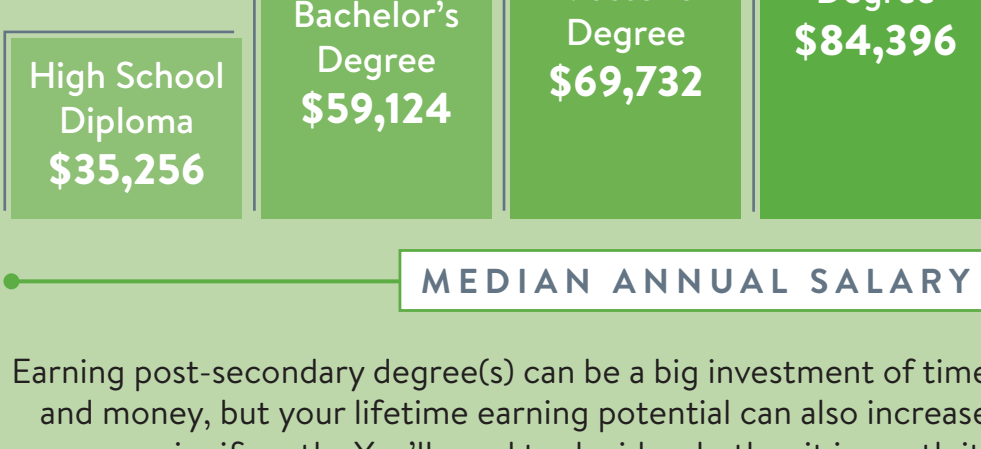 High School
Diploma
$35,256
Bachelor's
Degree
$59,124
Degree
$69,732
Degree
$84,396
MEDIAN ANNUAL SALARY
Earning post-secondary degree(s) can be a big investment of time
and money, but your lifetime earning potential can also increase